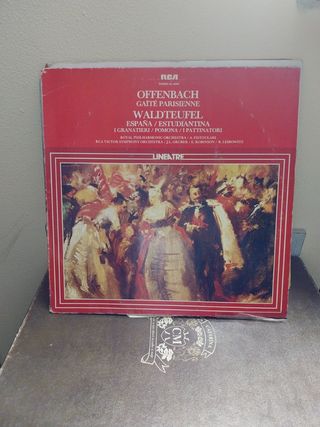 RCA
OFFENBACH
GAÎTÉ PARISIENNE
WALDTEUFEL
ESPAÑA / ESTUDIANTINA
I GRANATIERI / POMONA / I PATTINATORI
ROYAL PHILHARMONIC ORCHESTRA / A. FISTOULARI
RCA VICTOR SYMPHONY ORCHESTRA / J.L. GRUBER / E. ROBINSON / R. LEIBOWITZ
LINEATRE
CM